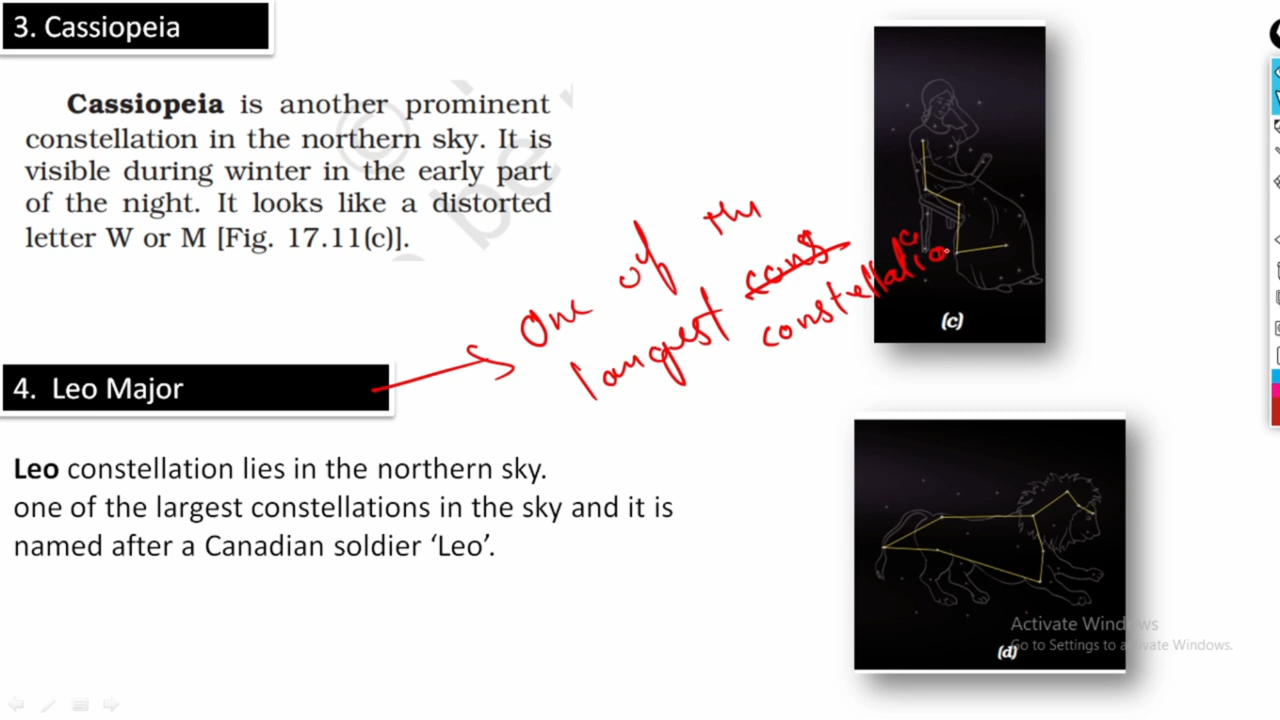 3. Cassiopeia
Cassiopeia is another prominent
constellation in the northern sky. It is
visible during winter in the early part
of the night. It looks like a distorted
letter W or M [Fig. 17.11(c)].
(c)
One of the
largest cons
constellatio
4. Leo Major
Leo constellation lies in the northern sky.
one of the largest constellations in the sky and it is
named after a Canadian soldier ‘Leo’.
(d)
Activate Windows
Go to Settings to activate Windows.